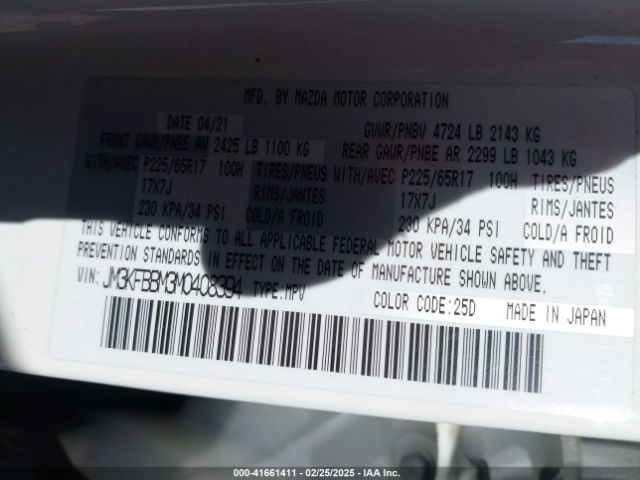 MFD. BY MAZDA MOTOR CORPORATION
DATE 04/21 GVWR/PNBV 4724 LB 2143 KG
FRONT GAWR/PNBE AV 2425 LB 1100 KG REAR GAWR/PNBE AR 2299 LB 1043 KG
WITH/AVEC P225/65R17 100H TIRES/PNEUS WITH/AVEC P225/65R17 100H TIRES/PNEUS
17X7J RIMS/JANTES 17X7J RIMS/JANTES
230 KPA/34 PSI COLD/A FROID 230 KPA/34 PSI COLD/A FROID
THIS VEHICLE CONFORMS TO ALL APPLICABLE FEDERAL MOTOR VEHICLE SAFETY AND THEFT
PREVENTION STANDARDS IN EFFECT ON THE DATE OF MANUFACTURE SHOWN ABOVE.
VIN: JM3KFBBM3M0408394 TYPE:MPV COLOR CODE:25D MADE IN JAPAN
000-41661411 - 02/25/2025 - IAA Inc.